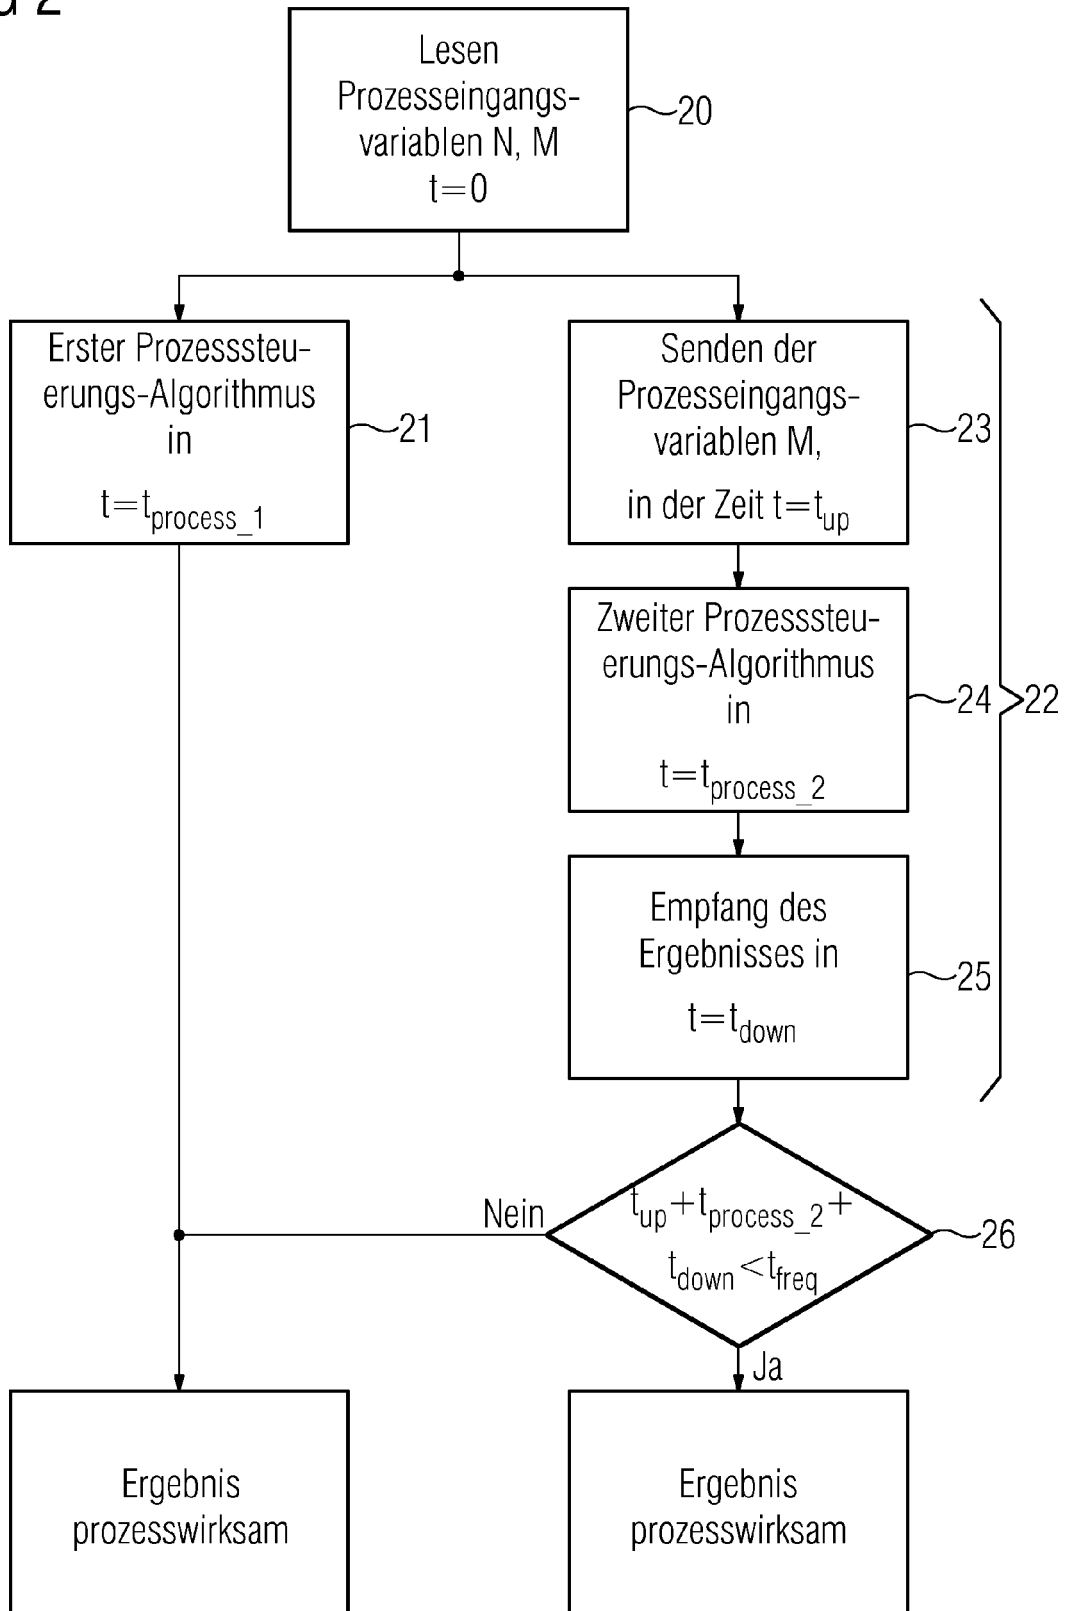 2
Lesen
Prozesseingangs-
variablen N, M
t=0
20
Erster Prozesssteu-
erungs-Algorithmus
in
t=tprocess_1
21
Senden der
Prozesseingangs-
variablen M,
in der Zeit t=tup
23
Zweiter Prozesssteu-
erungs-Algorithmus
in
t=tprocess_2
24
22
Empfang des
Ergebnisses in
t=tdown
25
Nein
tup+tprocess_2+
tdown<tfreq
26
Ja
Ergebnis
prozesswirksam
Ergebnis
prozesswirksam